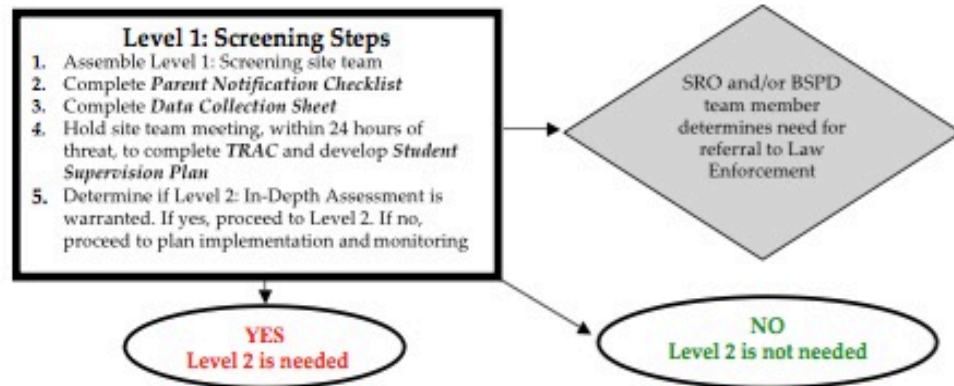 Level 1: Screening Steps
1. Assemble Level 1: Screening site team
2. Complete Parent Notification Checklist
3. Complete Data Collection Sheet
4. Hold site team meeting, within 24 hours of
threat, to complete TRAC and develop Student
Supervision Plan
5. Determine if Level 2: In-Depth Assessment is
warranted. If yes, proceed to Level 2. If no,
proceed to plan implementation and monitoring
SRO and/or BSPD
team member
determines need for
referral to Law
Enforcement
YES
Level 2 is needed
NO
Level 2 is not needed